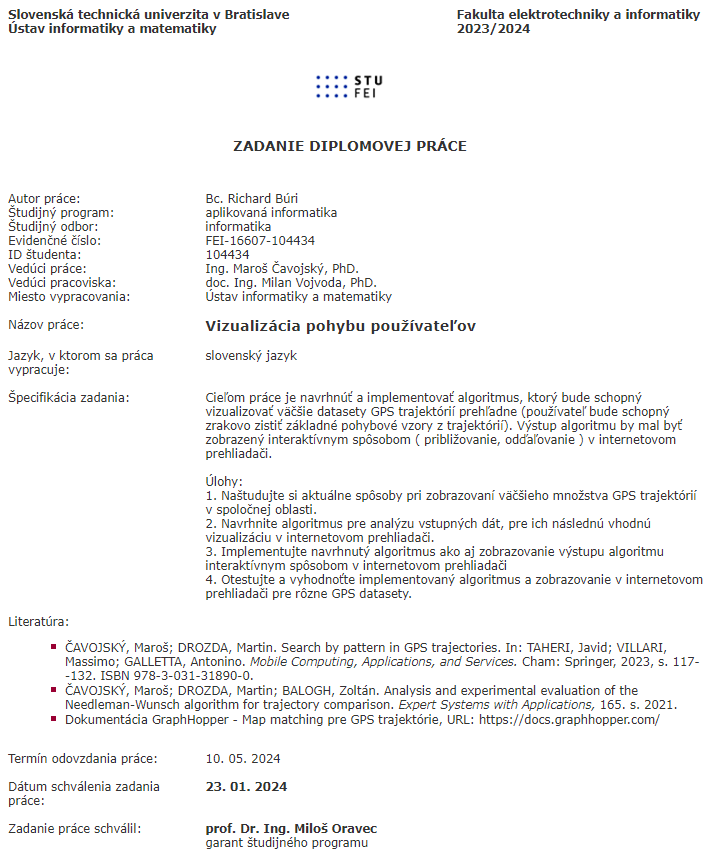 Slovenská technická univerzita v Bratislave Fakulta elektrotechniky a informatiky
Ústav informatiky a matematiky 2023/2024
STU
FEI
ZADANIE DIPLOMOVEJ PRÁCE
Autor práce: Bc. Richard Búri
Študijný program: aplikovaná informatika
Študijný odbor: informatika
Evidenčné číslo: FEI-16607-104434
ID študenta: 104434
Vedúci práce: Ing. Maroš Čavojský, PhD.
Vedúci pracoviska: doc. Ing. Milan Vojvoda, PhD.
Miesto vypracovania: Ústav informatiky a matematiky
Názov práce: Vizualizácia pohybu používateľov
Jazyk, v ktorom sa práca slovenský jazyk
vypracuje:
Špecifikácia zadania: Cieľom práce je navrhnúť a implementovať algoritmus, ktorý bude schopný
vizualizovať väčšie datasety GPS trajektórií prehľadne (používateľ bude schopný
zrakovo zistiť základné pohybové vzory z trajektórií). Výstup algoritmu by mal byť
zobrazený interaktívnym spôsobom ( približovanie, odďaľovanie ) v internetovom
prehliadači.
Úlohy:
1. Naštudujte si aktuálne spôsoby pri zobrazovaní väčšieho množstva GPS trajektórií
v spoločnej oblasti.
2. Navrhnite algoritmus pre analýzu vstupných dát, pre ich následnú vhodnú
vizualizáciu v internetovom prehliadači.
3. Implementujte navrhnutý algoritmus ako aj zobrazovanie výstupu algoritmu
interaktívnym spôsobom v internetovom prehliadači
4. Otestujte a vyhodnoťte implementovaný algoritmus a zobrazovanie v internetovom
prehliadači pre rôzne GPS datasety.
Literatúra:
ČAVOJSKÝ, Maroš; DROZDA, Martin. Search by pattern in GPS trajectories. In: TAHERI, Javid; VILLARI,
Massimo; GALLETTA, Antonino. Mobile Computing, Applications, and Services. Cham: Springer, 2023, s. 117-
-132. ISBN 978-3-031-31890-0.
ČAVOJSKÝ, Maroš; DROZDA, Martin; BALOGH, Zoltán. Analysis and experimental evaluation of the
Needleman-Wunsch algorithm for trajectory comparison. Expert Systems with Applications, 165. s. 2021.
Dokumentácia GraphHopper - Map matching pre GPS trajektórie, URL: https://docs.graphhopper.com/
Termín odovzdania práce: 10. 05. 2024
Dátum schválenia zadania 23. 01. 2024
práce:
Zadanie práce schválil: prof. Dr. Ing. Miloš Oravec
garant študijného programu